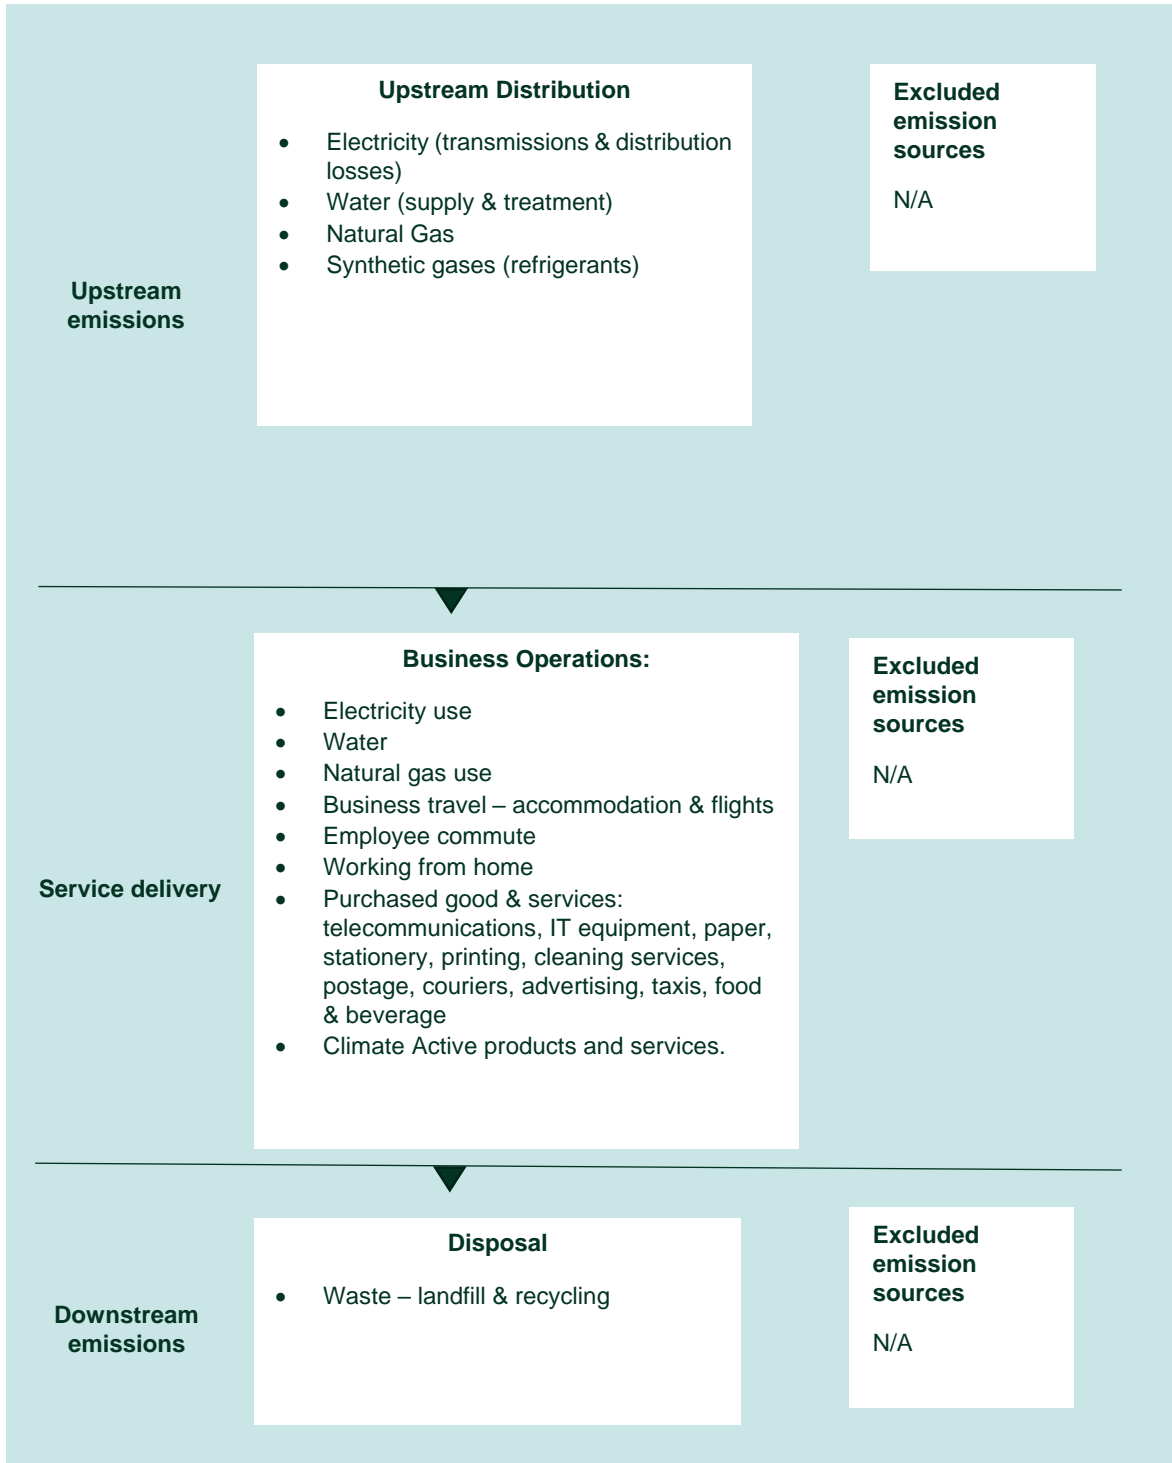 Upstream Distribution
• Electricity (transmissions & distribution
losses)
• Water (supply & treatment)
• Natural Gas
• Synthetic gases (refrigerants)
Excluded
emission
sources
N/A
Upstream
emissions
Business Operations:
• Electricity use
• Water
• Natural gas use
• Business travel – accommodation & flights
• Employee commute
• Working from home
• Purchased good & services:
telecommunications, IT equipment, paper,
stationery, printing, cleaning services,
postage, couriers, advertising, taxis, food
& beverage
• Climate Active products and services.
Excluded
emission
sources
N/A
Service delivery
Disposal
• Waste – landfill & recycling
Excluded
emission
sources
N/A
Downstream
emissions